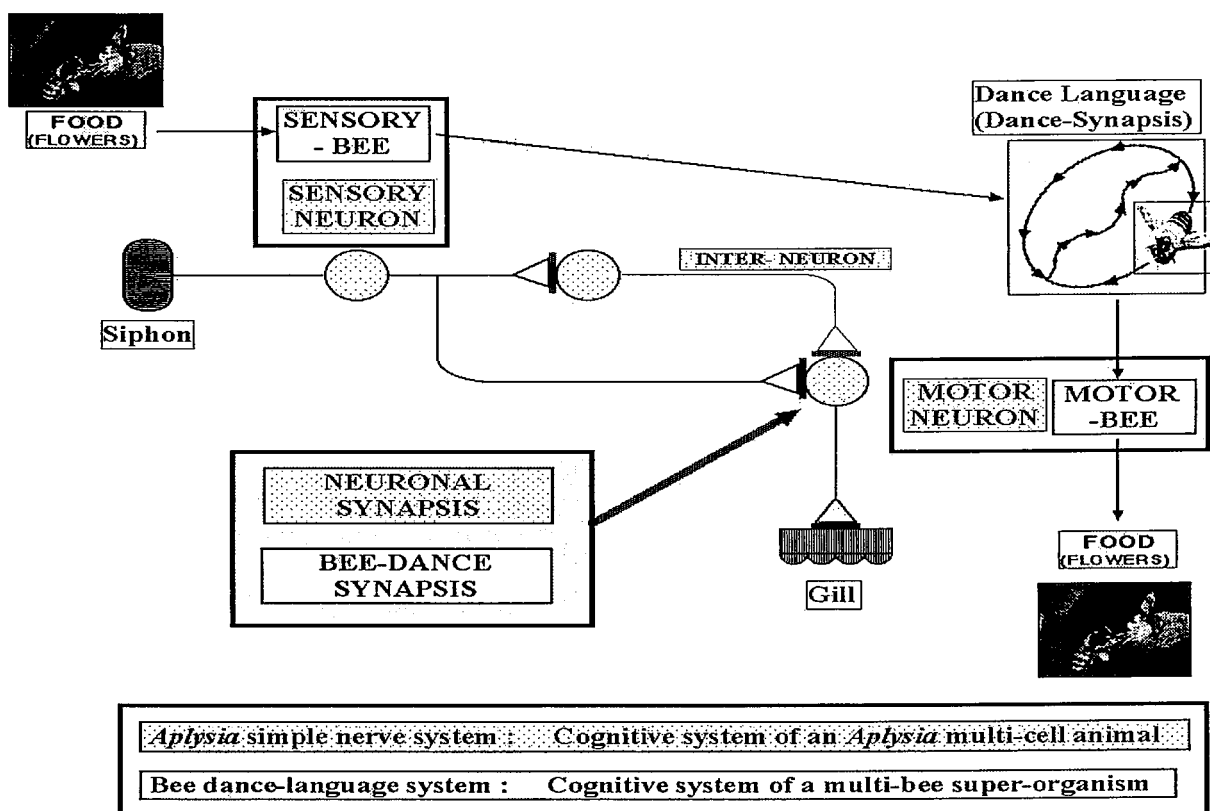 FOOD
(FLOWERS)
SENSORY
- BEE
SENSORY
NEURON
Dance Language
(Dance-Synapsis)
INTER- NEURON
Siphon
MOTOR
NEURON
MOTOR
-BEE
NEURONAL
SYNAPSIS
BEE-DANCE
SYNAPSIS
Gill
FOOD
(FLOWERS)
Aplysia simple nerve system : Cognitive system of an Aplysia multi-cell animal
Bee dance-language system : Cognitive system of a multi-bee super-organism